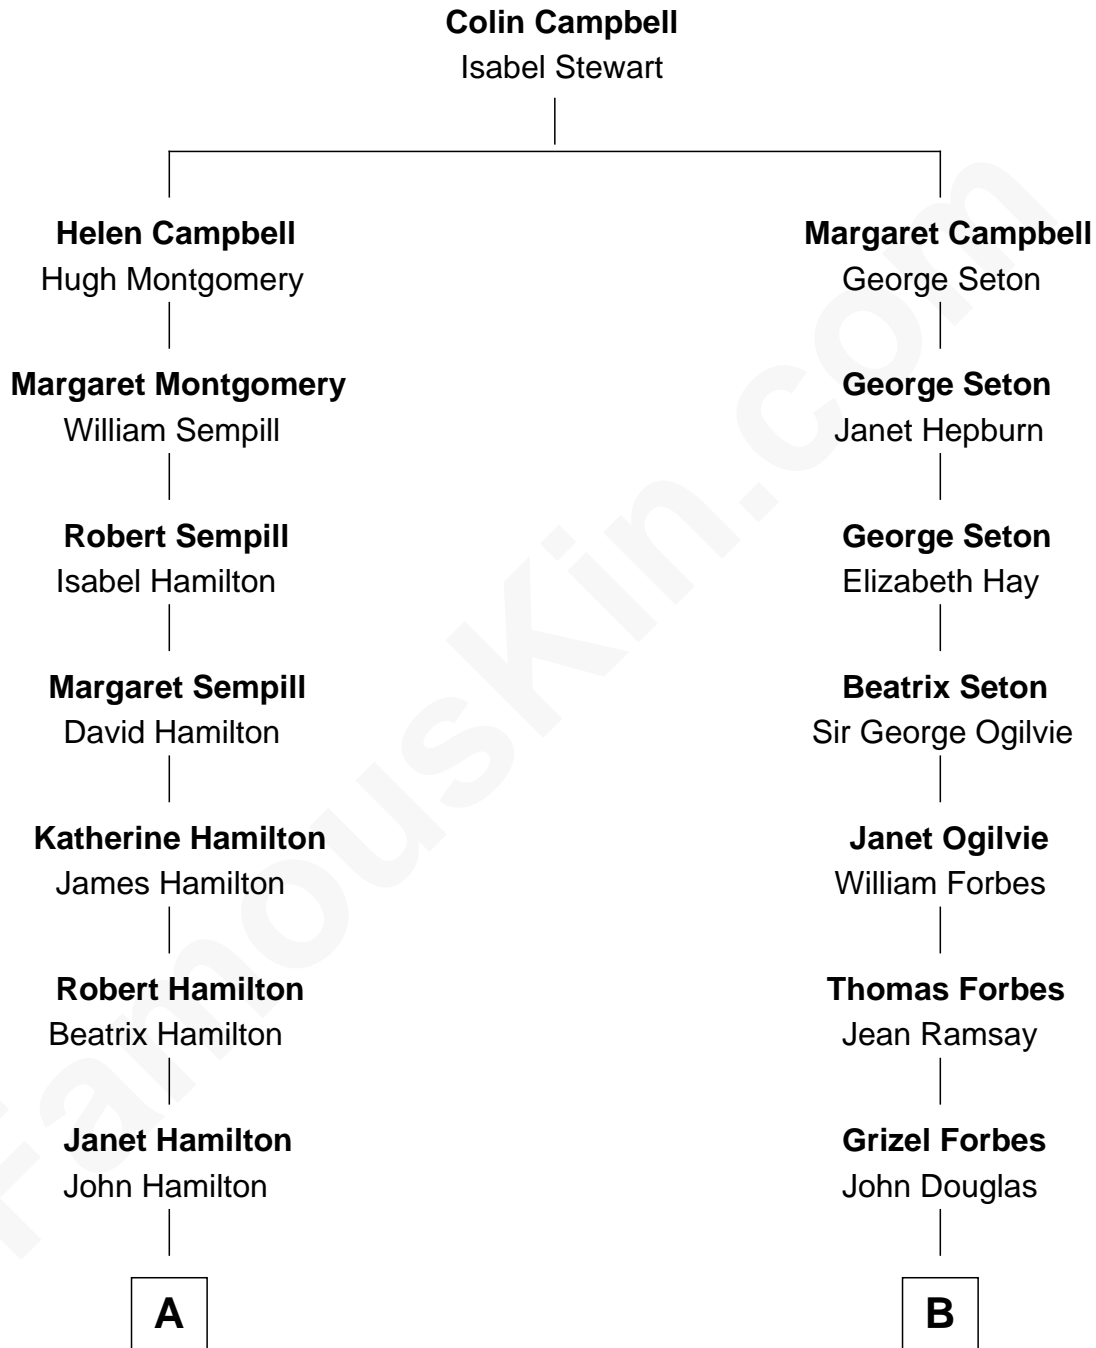 Colin Campbell
Isabel Stewart
Helen Campbell
Hugh Montgomery
Margaret Campbell
George Seton
Margaret Montgomery
William Sempill
George Seton
Janet Hepburn
Robert Sempill
Isabel Hamilton
George Seton
Elizabeth Hay
Margaret Sempill
David Hamilton
Beatrix Seton
Sir George Ogilvie
Katherine Hamilton
James Hamilton
Janet Ogilvie
William Forbes
Robert Hamilton
Beatrix Hamilton
Thomas Forbes
Jean Ramsay
Janet Hamilton
John Hamilton
Grizel Forbes
John Douglas
A
B
FamousKin.com